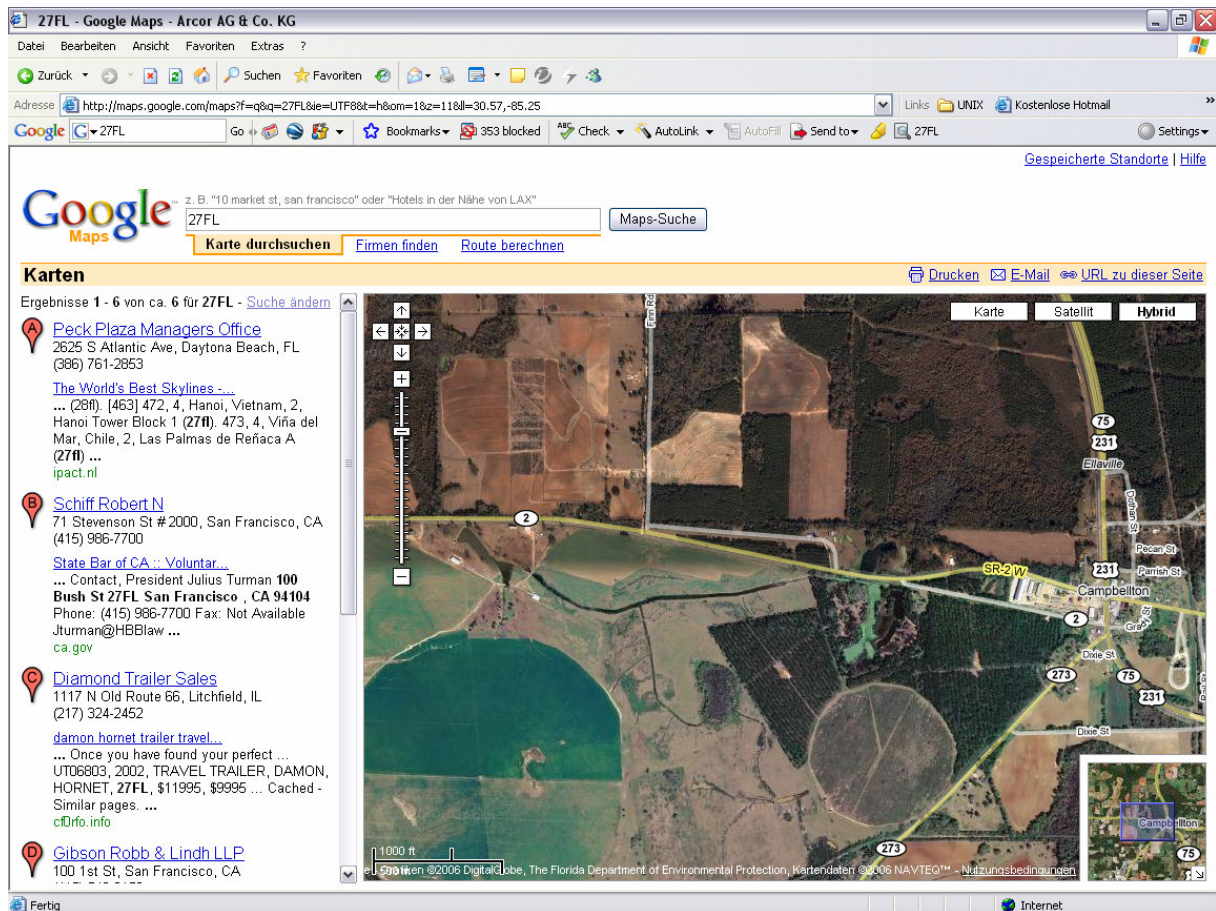 27FL - Google Maps - Arcor AG & Co. KG
Datei Bearbeiten Ansicht Favoriten Extras ?
Zurück Suchen Favoriten
Adresse http://maps.google.com/maps?f=q&q=27FL&ie=UTF8&t=h&om=1&z=11&ll=30.57,-85.25 Links UNIX Kostenlose Hotmail »
Google G 27FL Go Bookmarks 353 blocked ABC Check AutoLink AutoFill Send to 27FL Settings
Gespeicherte Standorte | Hilfe
Google Maps
z. B. "10 market st, san francisco" oder "Hotels in der Nähe von LAX"
27FL Maps-Suche
Karte durchsuchen Firmen finden Route berechnen
Karten Drucken E-Mail URL zu dieser Seite
Ergebnisse 1 - 6 von ca. 6 für 27FL - Suche ändern
A Peck Plaza Managers Office
2625 S Atlantic Ave, Daytona Beach, FL
(386) 761-2853
The World's Best Skylines -...
... (28fl). [463] 472, 4, Hanoi, Vietnam, 2,
Hanoi Tower Block 1 (27fl). 473, 4, Viña del
Mar, Chile, 2, Las Palmas de Reñaca A
(27fl) ...
ipact.nl
B Schiff Robert N
71 Stevenson St # 2000, San Francisco, CA
(415) 986-7700
State Bar of CA :: Voluntar...
... Contact, President Julius Turman 100
Bush St 27FL San Francisco , CA 94104
Phone: (415) 986-7700 Fax: Not Available
Jturman@HBBlaw ...
ca.gov
C Diamond Trailer Sales
1117 N Old Route 66, Litchfield, IL
(217) 324-2452
damon hornet trailer travel...
... Once you have found your perfect ...
UT06803, 2002, TRAVEL TRAILER, DAMON,
HORNET, 27FL, $11995, $9995 ... Cached -
Similar pages. ...
cf0rfo.info
D Gibson Robb & Lindh LLP
100 1st St, San Francisco, CA
Karte Satellit Hybrid
Finn Rd
75
231
Ellaville
Dothan St
2
Pecan St
SR-2 W
231
Parrish St
Campbellton
2
Grady St
Dixie St
273
75
231
Dixie St
Campbellton
75
273
1000 ft
©2006 DigitalGlobe, The Florida Department of Environmental Protection, Kartendaten ©2006 NAVTEQ™ - Nutzungsbedingungen
Fertig Internet